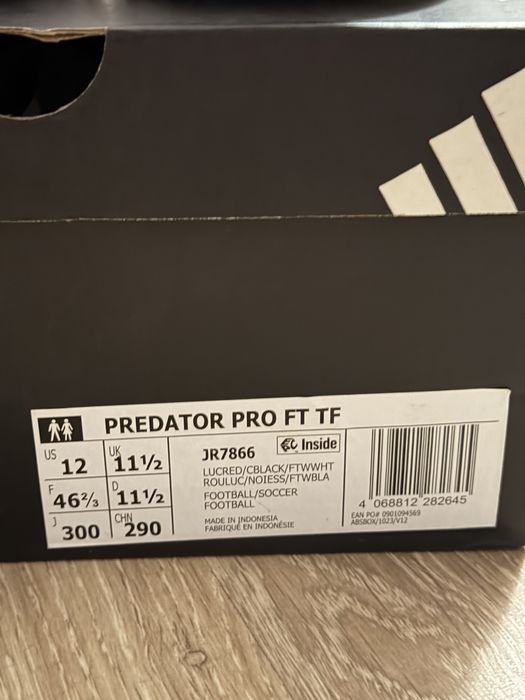 PREDATOR PRO FT TF
US 12
UK 11½
F 46⅔
D 11½
J 300
CHN 290
JR7866
Inside
LUCRED/CBLACK/FTWWHT
ROULUC/NOIESS/FTWBLA
FOOTBALL/SOCCER
FOOTBALL
MADE IN INDONESIA
FABRIQUÉ EN INDONÉSIE
4 068812 282645
EAN PO# 0901094569
ABSBOX/1023/V12